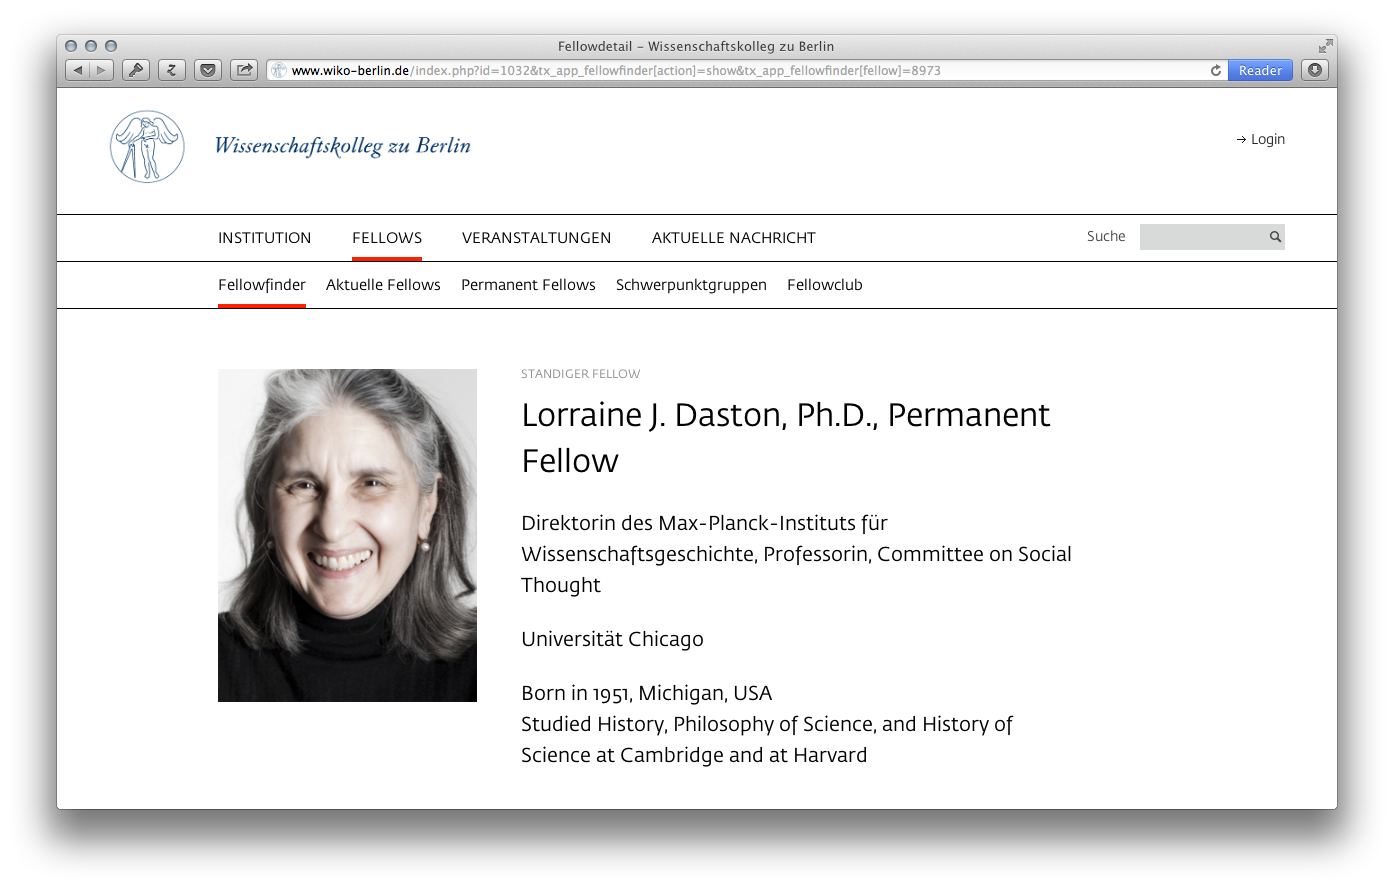 Fellowdetail – Wissenschaftskolleg zu Berlin
www.wiko-berlin.de/index.php?id=1032&tx_app_fellowfinder[action]=show&tx_app_fellowfinder[fellow]=8973
Reader
Wissenschaftskolleg zu Berlin
→ Login
INSTITUTION FELLOWS VERANSTALTUNGEN AKTUELLE NACHRICHT Suche
Fellowfinder Aktuelle Fellows Permanent Fellows Schwerpunktgruppen Fellowclub
STANDIGER FELLOW
Lorraine J. Daston, Ph.D., Permanent
Fellow
Direktorin des Max-Planck-Instituts für
Wissenschaftsgeschichte, Professorin, Committee on Social
Thought
Universität Chicago
Born in 1951, Michigan, USA
Studied History, Philosophy of Science, and History of
Science at Cambridge and at Harvard